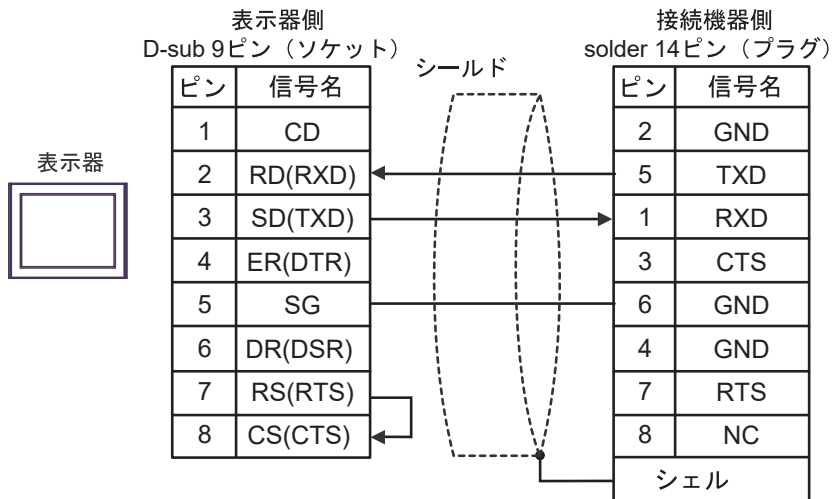 表示器側
D-sub 9ピン（ソケット）
接続機器側
solder 14ピン（プラグ）
シールド
表示器
ピン 信号名 ピン 信号名
1 CD 2 GND
2 RD(RXD) 5 TXD
3 SD(TXD) 1 RXD
4 ER(DTR) 3 CTS
5 SG 6 GND
6 DR(DSR) 4 GND
7 RS(RTS) 7 RTS
8 CS(CTS) 8 NC
シェル